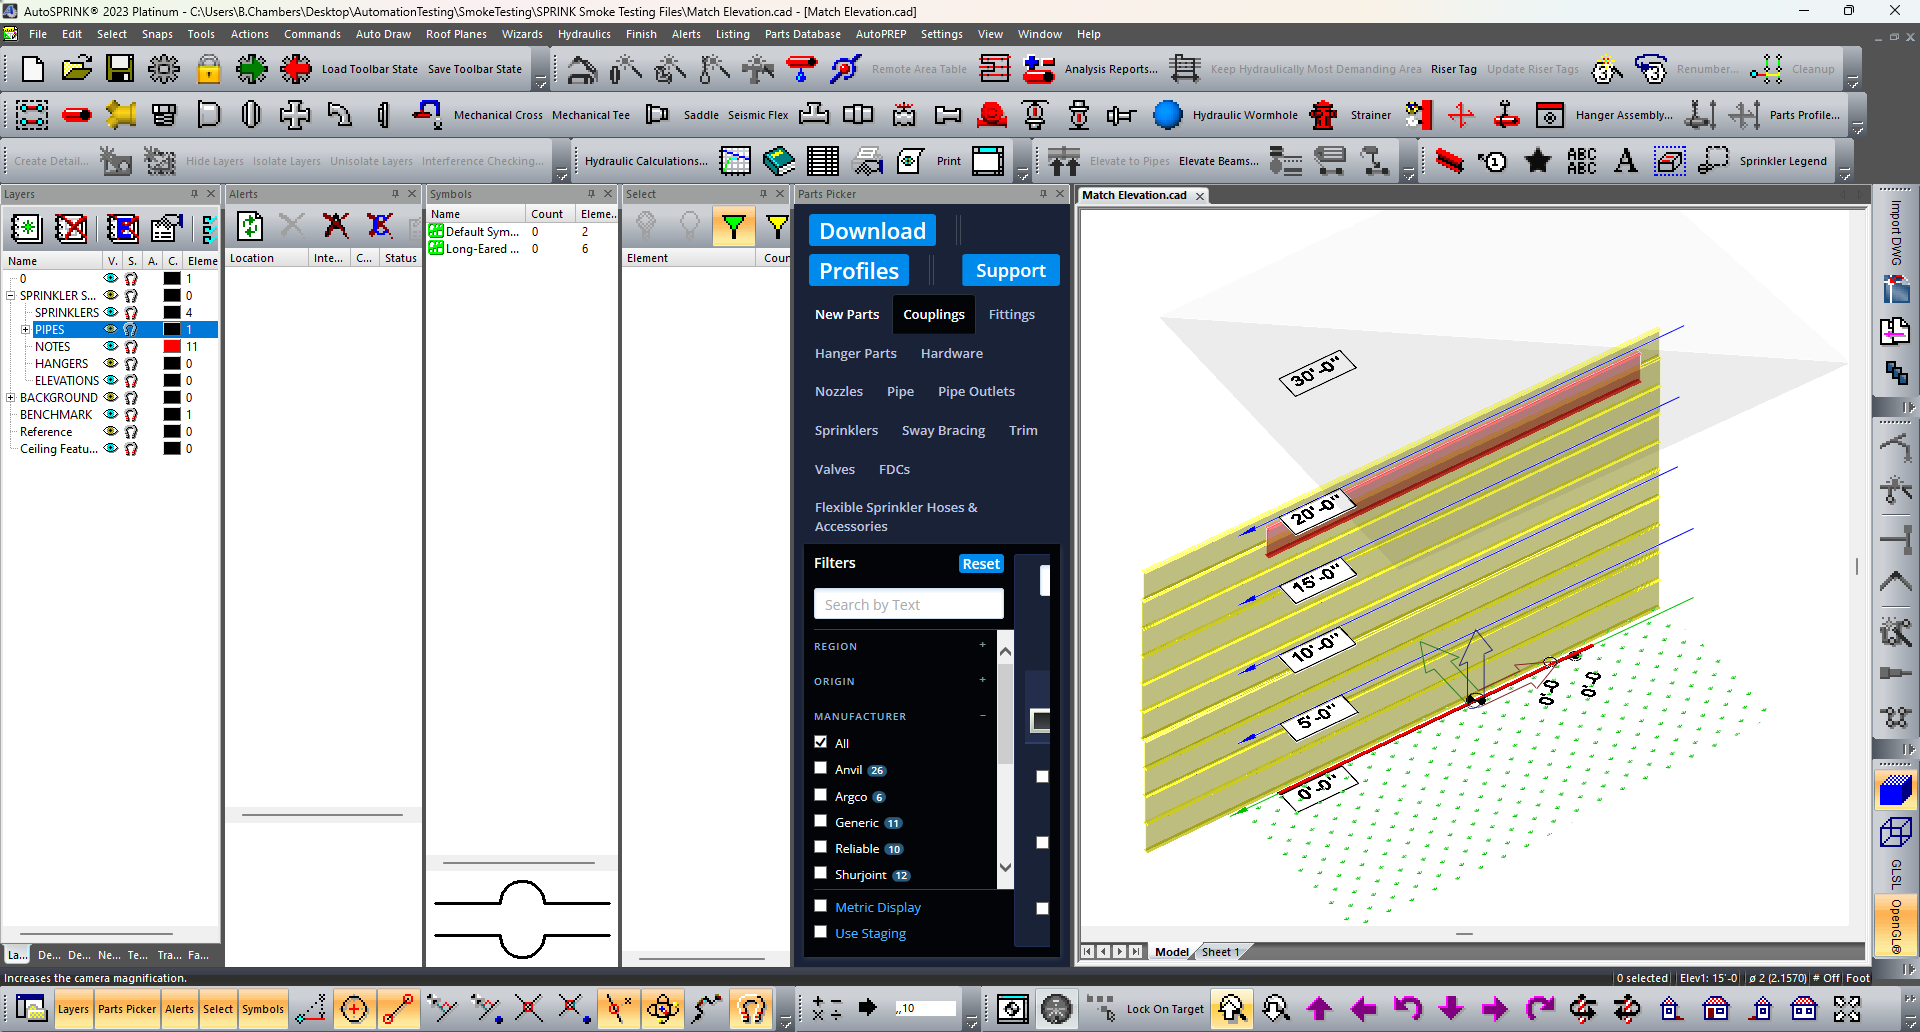 AutoSPRINK® 2023 Platinum - C:\Users\B.Chambers\Desktop\AutomationTesting\SmokeTesting\SPRINK Smoke Testing Files\Match Elevation.cad - [Match Elevation.cad]
File Edit Select Snaps Tools Actions Commands Auto Draw Roof Planes Wizards Hydraulics Finish Alerts Listing Parts Database AutoPREP Settings View Window Help
Load Toolbar State Save Toolbar State Remote Area Table Analysis Reports... Keep Hydraulically Most Demanding Area Riser Tag Update Riser Tags Renumber... Cleanup
Mechanical Cross Mechanical Tee Saddle Seismic Flex Hydraulic Wormhole Strainer Hanger Assembly... Parts Profile...
Create Detail... Hide Layers Isolate Layers Unisolate Layers Interference Checking... Hydraulic Calculations... Print Elevate to Pipes Elevate Beams... ABC ABC A Sprinkler Legend
Layers
Name V. S. A. C. Eleme
0 1
SPRINKLER S... 0
SPRINKLERS 4
PIPES 1
NOTES 11
HANGERS 0
ELEVATIONS 0
BACKGROUND 0
BENCHMARK 1
Reference 0
Ceiling Featu... 0
La... De... De... Ne... Te... Tra... Fa...
Alerts
Location Inte... C... Status
Symbols
Name Count Eleme..
Default Sym... 0 2
Long-Eared ... 0 6
Select
Element Coun
Parts Picker
Download
Profiles Support
New Parts Couplings Fittings
Hanger Parts Hardware
Nozzles Pipe Pipe Outlets
Sprinklers Sway Bracing Trim
Valves FDCs
Flexible Sprinkler Hoses &
Accessories
Filters Reset
Search by Text
REGION +
ORIGIN +
MANUFACTURER −
All
Anvil 26
Argco 6
Generic 11
Reliable 10
Shurjoint 12
Metric Display
Use Staging
Match Elevation.cad
30'-0"
20'-0"
15'-0"
10'-0"
5'-0"
0'-0"
0'-0
0'-0
Model Sheet 1
Import DWG
GLSL
OpenGL®
Increases the camera magnification.
0 selected Elev1: 15'-0 ø 2 (2.1570) # Off Foot
Layers Parts Picker Alerts Select Symbols ,,10 Lock On Target